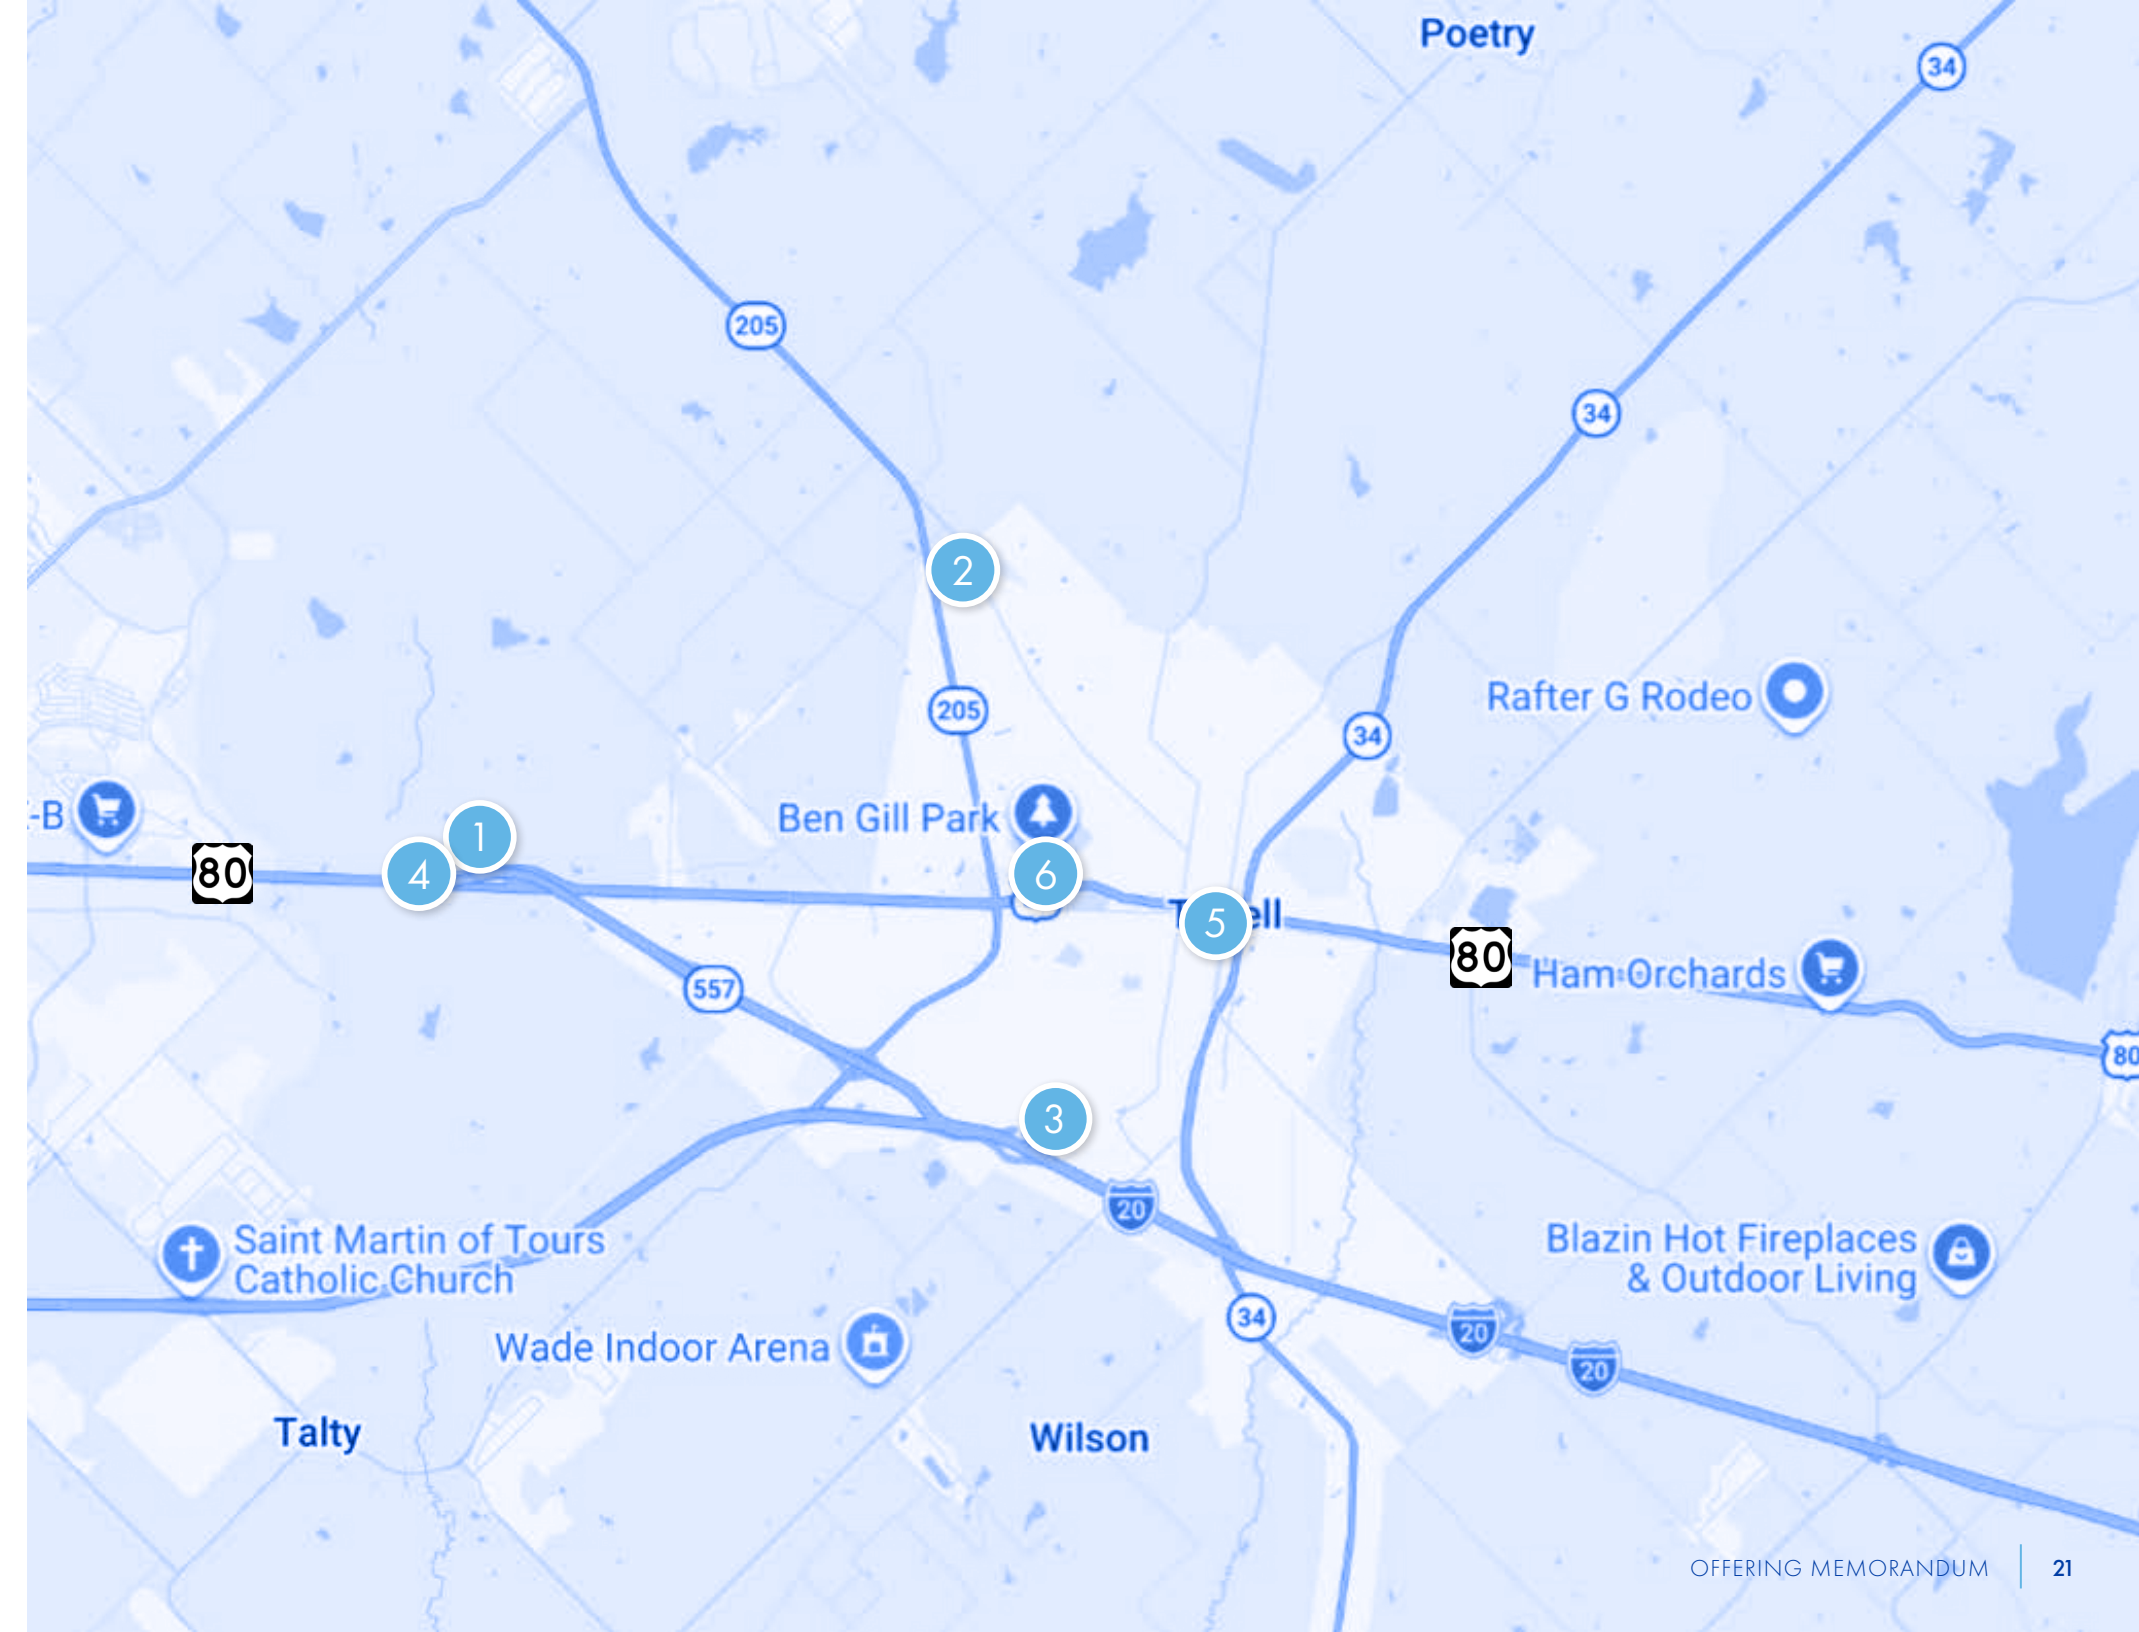 Poetry
34
205
34
2
Rafter G Rodeo
205
34
Ben Gill Park
-B
1
80
4
6
5
ell
80
Ham Orchards
557
80
3
20
Saint Martin of Tours
Catholic Church
Blazin Hot Fireplaces
& Outdoor Living
34
20
Wade Indoor Arena
20
Talty
Wilson
OFFERING MEMORANDUM
21